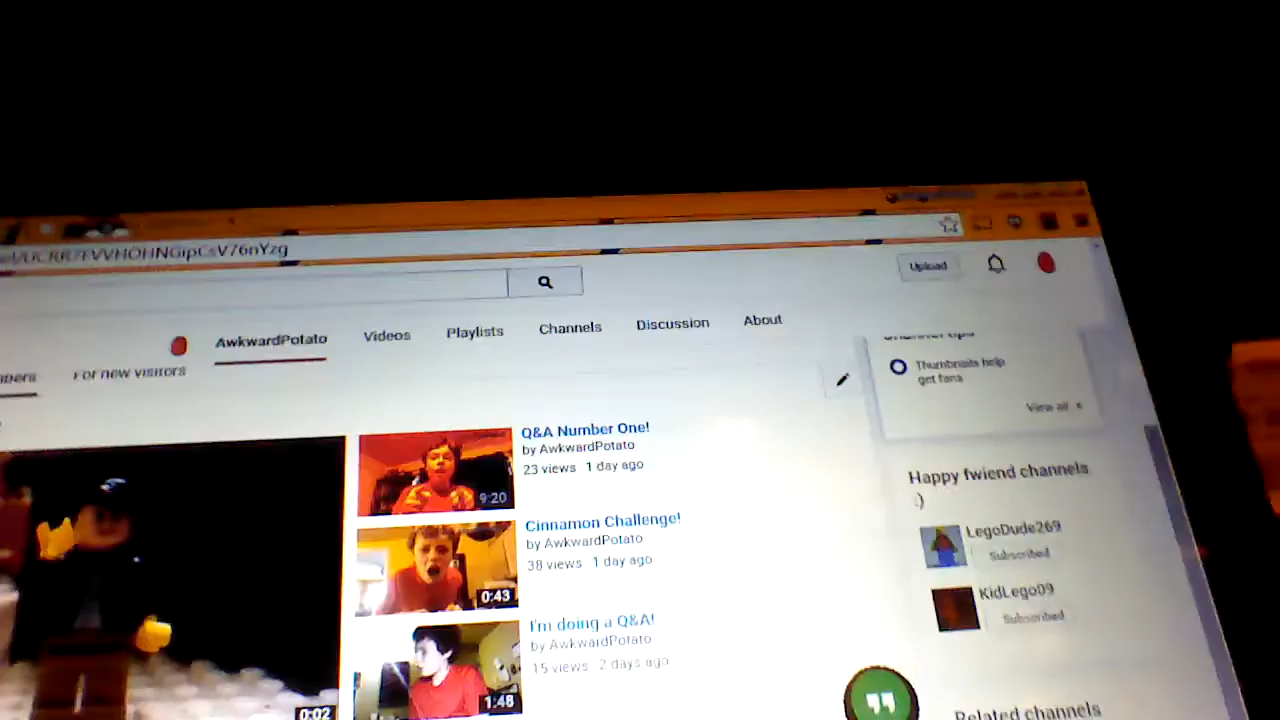 Upload
AwkwardPotato Videos Playlists Channels Discussion About
For new visitors
Thumbnails help
get fans
View all
Q&A Number One!
by AwkwardPotato
23 views 1 day ago
9:20
Cinnamon Challenge!
by AwkwardPotato
38 views 1 day ago
0:43
I'm doing a Q&A!
by AwkwardPotato
15 views 2 days ago
1:48
0:02
Happy fwiend channels
:)
LegoDude269
Subscribed
KidLego09
Subscribed
Related channels